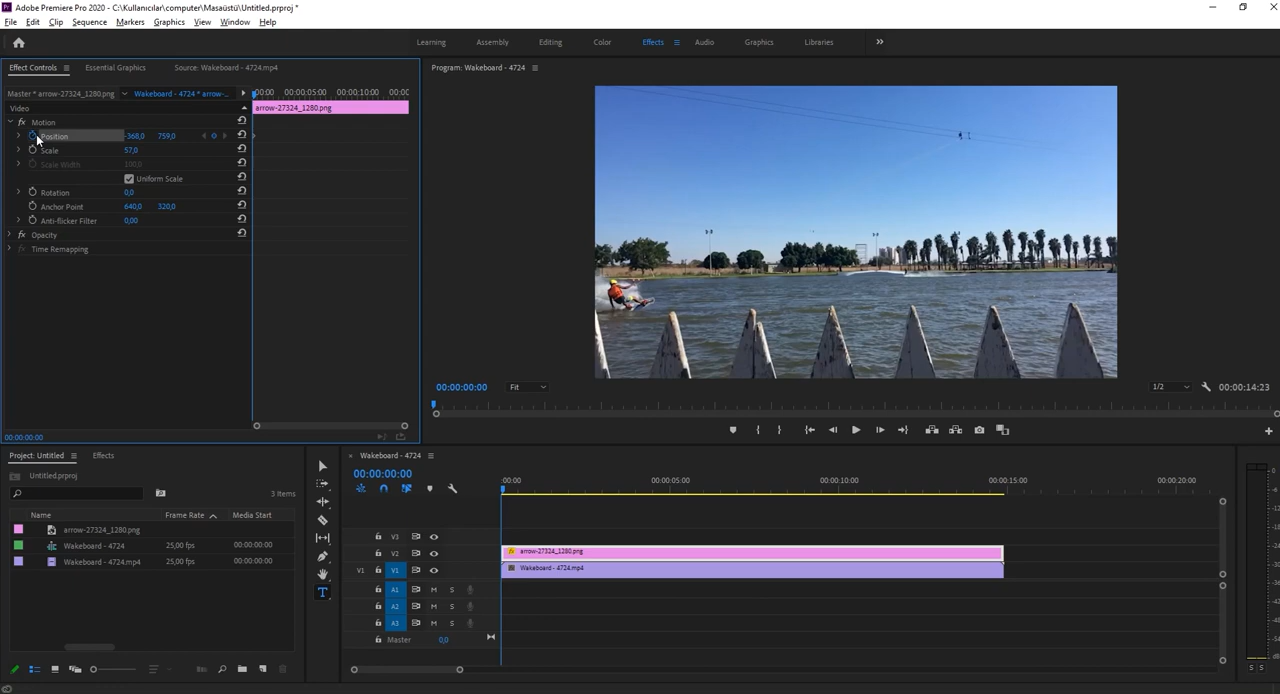 Adobe Premiere Pro 2020 - C:\Kullanıcılar\computer\Masaüstü\Untitled.prproj *
File Edit Clip Sequence Markers Graphics View Window Help
Learning Assembly Editing Color Effects Audio Graphics Libraries
Effect Controls Essential Graphics Source: Wakeboard - 4724.mp4
Program: Wakeboard - 4724
Master * arrow-27324_1280.png Wakeboard - 4724 * arrow-...
:00:00 00:00:05:00 00:00:10:00 00:00
Video
arrow-27324_1280.png
fx Motion
Position -368,0 759,0
Scale 57,0
Scale Width 100,0
Uniform Scale
Rotation 0,0
Anchor Point 640,0 320,0
Anti-flicker Filter 0,00
fx Opacity
fx Time Remapping
00:00:00:00 Fit 1/2 00:00:14:23
00:00:00:00
Project: Untitled Effects
Untitled.prproj
3 Items
Name Frame Rate Media Start
arrow-27324_1280.png
Wakeboard - 4724 25,00 fps 00:00:00:00
Wakeboard - 4724.mp4 25,00 fps 00:00:00:00
Wakeboard - 4724
00:00:00:00
:00:00 00:00:05:00 00:00:10:00 00:00:15:00 00:00:20:00
V3
V2 fx arrow-27324_1280.png
V1 V1 Wakeboard - 4724.mp4
A1 M S
A2 M S
A3 M S
Master 0,0
S S